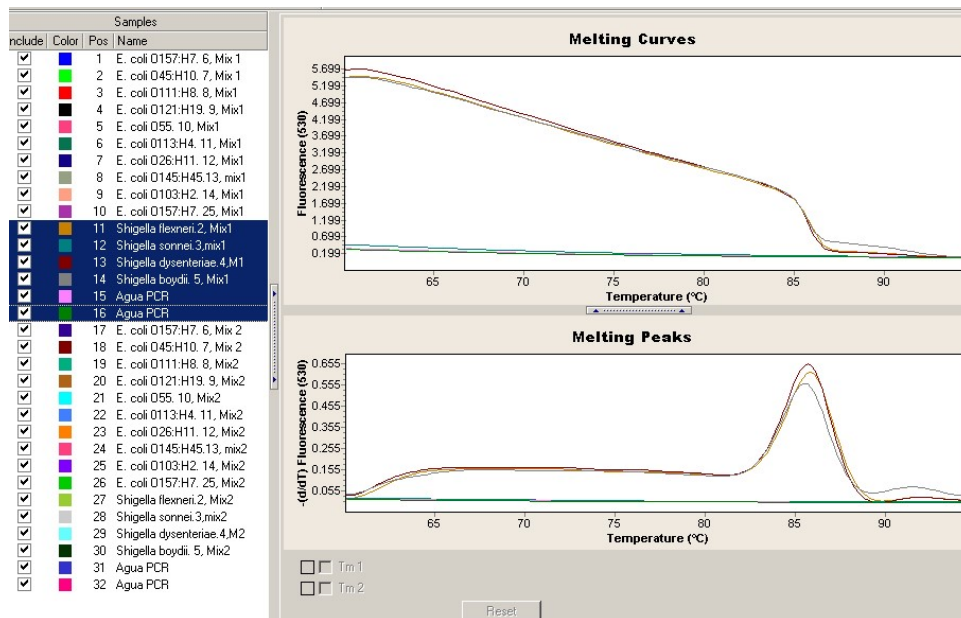 Samples
nclude Color Pos Name
1 E. coli O157:H7. 6, Mix 1
2 E. coli O45:H10. 7, Mix 1
3 E. coli O111:H8. 8, Mix1
4 E. coli O121:H19. 9, Mix1
5 E. coli O55. 10, Mix1
6 E. coli 0113:H4. 11, Mix1
7 E. coli O26:H11. 12, Mix1
8 E. coli O145:H45.13, mix1
9 E. coli O103:H2. 14, Mix1
10 E. coli O157:H7. 25, Mix1
11 Shigella flexneri.2, Mix1
12 Shigella sonnei.3,mix1
13 Shigella dysenteriae.4,M1
14 Shigella boydii. 5, Mix1
15 Agua PCR
16 Agua PCR
17 E. coli O157:H7. 6, Mix 2
18 E. coli O45:H10. 7, Mix 2
19 E. coli O111:H8. 8, Mix2
20 E. coli O121:H19. 9, Mix2
21 E. coli O55. 10, Mix2
22 E. coli 0113:H4. 11, Mix2
23 E. coli O26:H11. 12, Mix2
24 E. coli O145:H45.13, mix2
25 E. coli O103:H2. 14, Mix2
26 E. coli O157:H7. 25, Mix2
27 Shigella flexneri.2, Mix2
28 Shigella sonnei.3,mix2
29 Shigella dysenteriae.4,M2
30 Shigella boydii. 5, Mix2
31 Agua PCR
32 Agua PCR
Melting Curves
Fluorescence (530)
5.699
5.199
4.699
4.199
3.699
3.199
2.699
2.199
1.699
1.199
0.699
0.199
65 70 75 80 85 90
Temperature (°C)
Melting Peaks
-(d/dT) Fluorescence (530)
0.655
0.555
0.455
0.355
0.255
0.155
0.055
65 70 75 80 85 90
Temperature (°C)
Tm 1
Tm 2
Reset